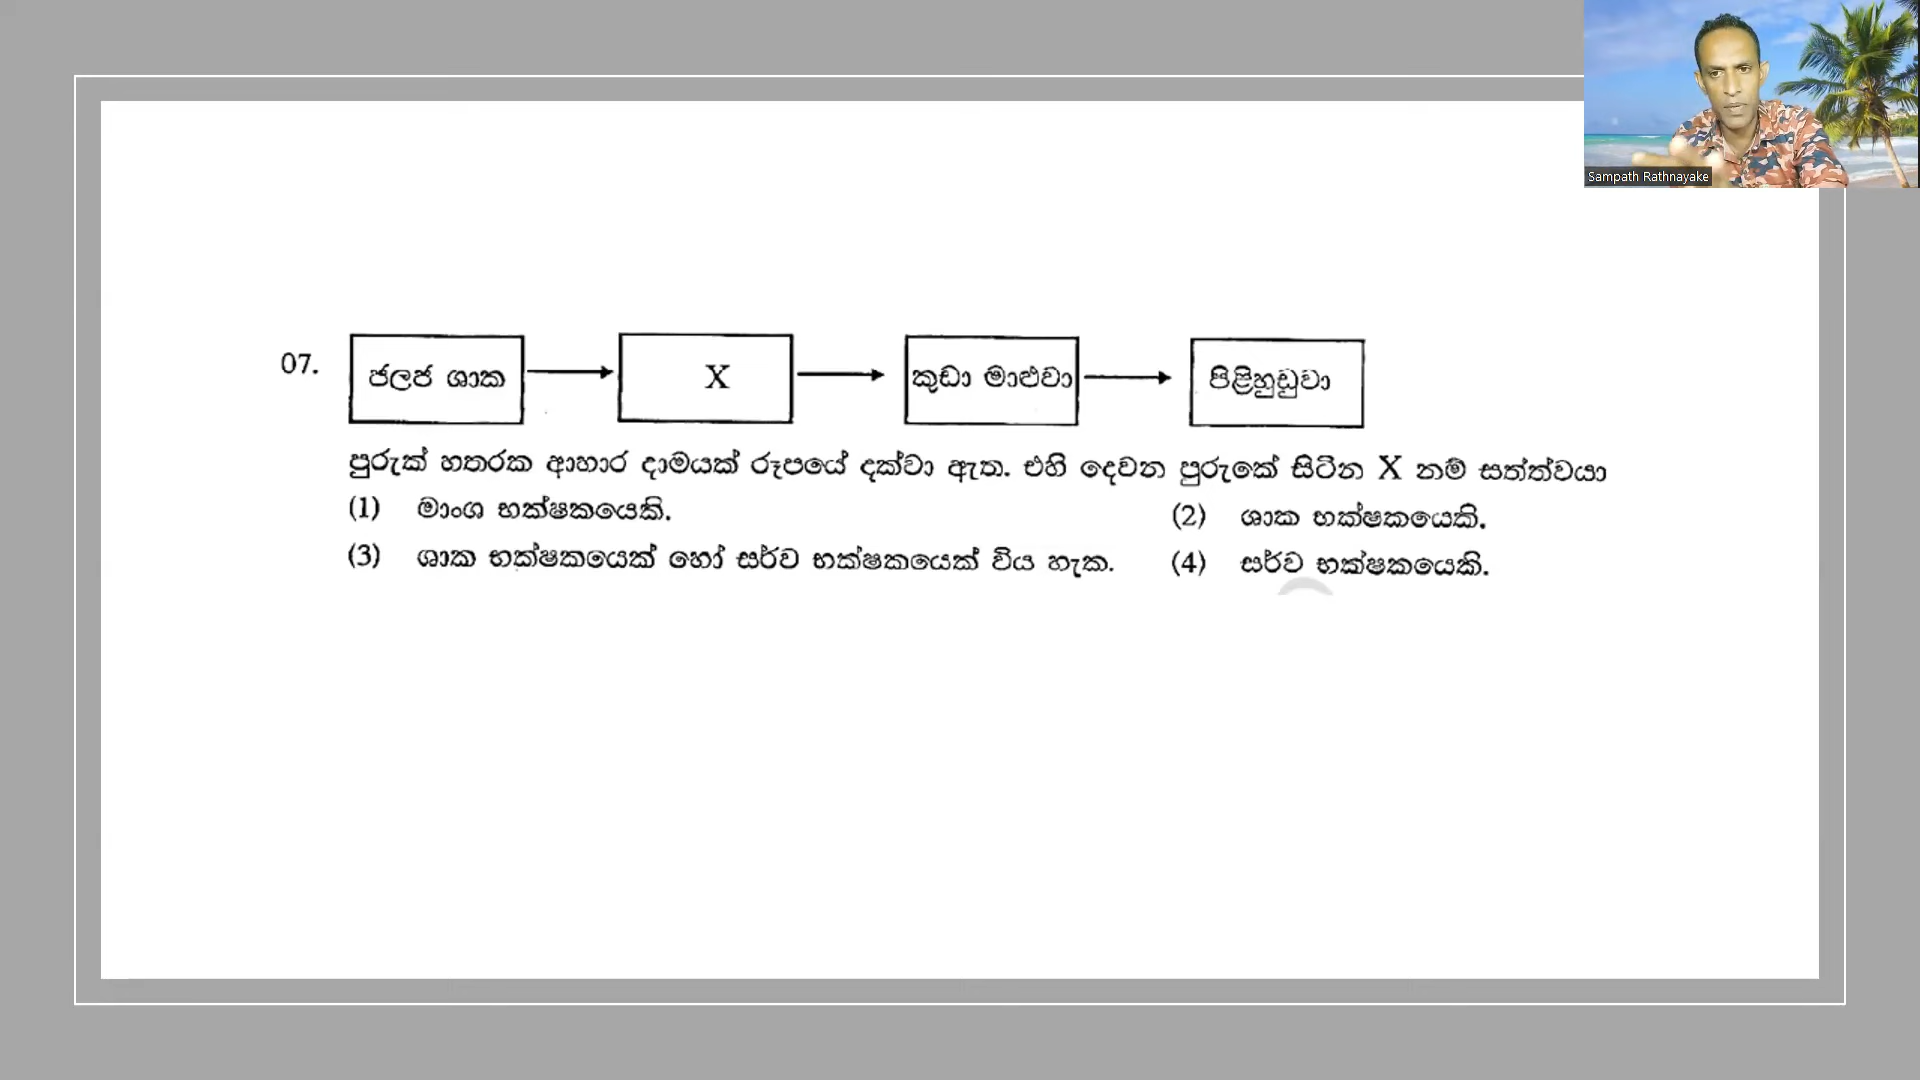 Sampath Rathnayake
07. ජලජ ශාක X කුඩා මාළුවා පිළිහුඩුවා
පුරුක් හතරක ආහාර දාමයක් රූපයේ දක්වා ඇත. එහි දෙවන පුරුකේ සිටින X නම් සත්ත්වයා
(1) මාංශ භක්ෂකයෙකි. (2) ශාක භක්ෂකයෙකි.
(3) ශාක භක්ෂකයෙක් හෝ සර්ව භක්ෂකයෙක් විය හැක. (4) සර්ව භක්ෂකයෙකි.